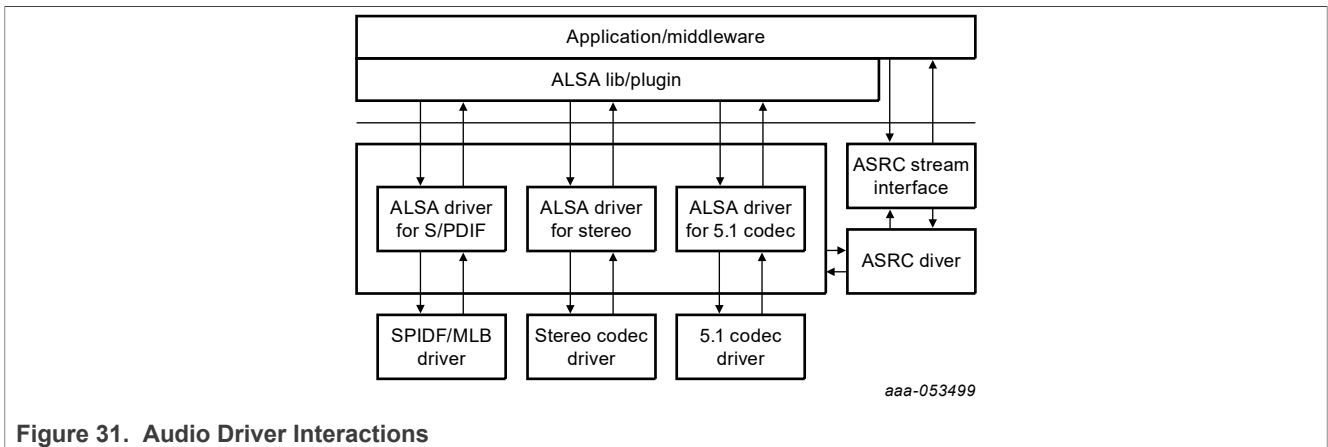 Application/middleware
ALSA lib/plugin
ASRC stream
interface
ALSA driver
for S/PDIF
ALSA driver
for stereo
ALSA driver
for 5.1 codec
ASRC diver
SPIDF/MLB
driver
Stereo codec
driver
5.1 codec
driver
aaa-053499
Figure 31. Audio Driver Interactions